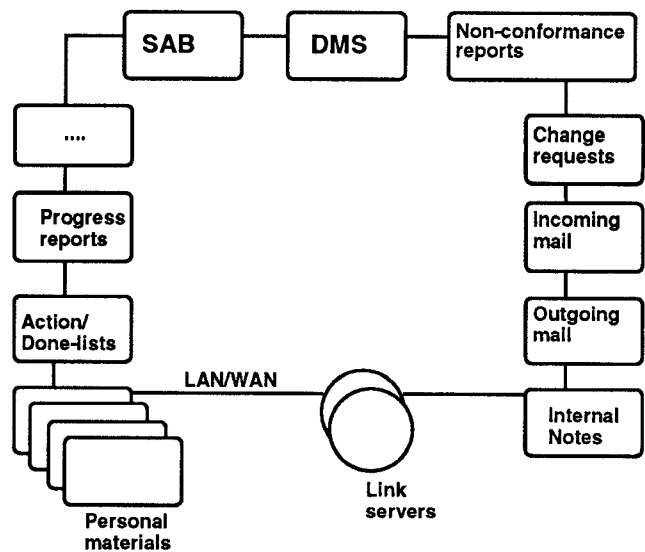 SAB
DMS
Non-conformance
reports
....
Change
requests
Progress
reports
Incoming
mail
Action/
Done-lists
Outgoing
mail
LAN/WAN
Internal
Notes
Link
servers
Personal
materials